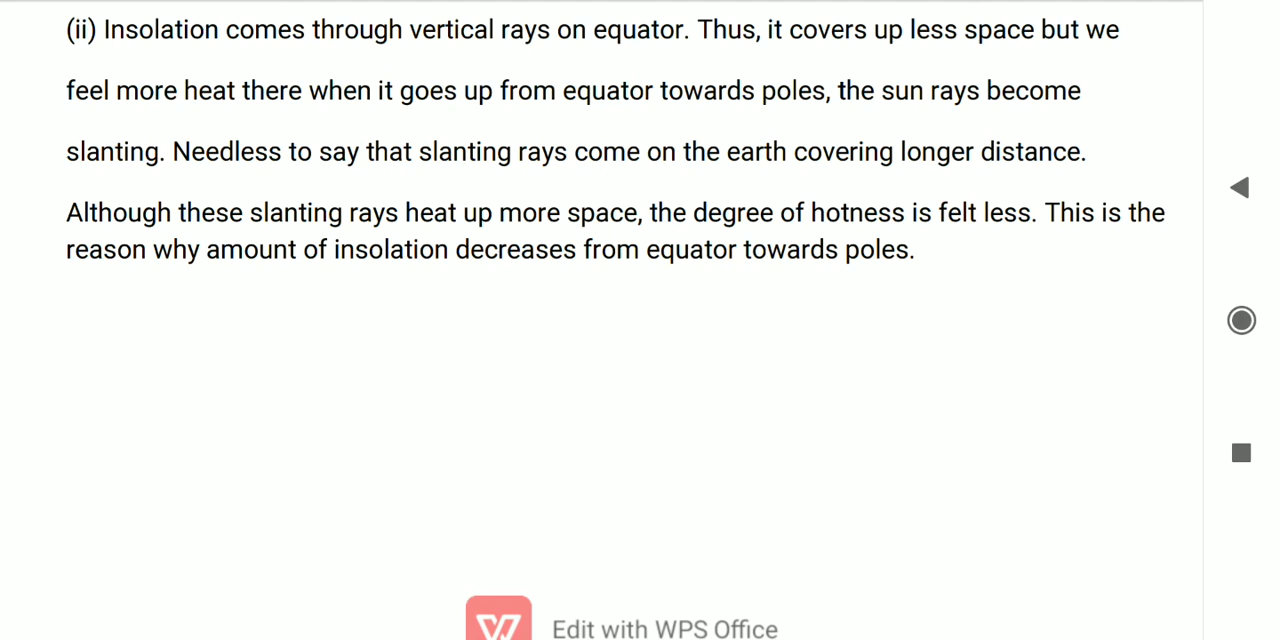 (ii) Insolation comes through vertical rays on equator. Thus, it covers up less space but we
feel more heat there when it goes up from equator towards poles, the sun rays become
slanting. Needless to say that slanting rays come on the earth covering longer distance.
Although these slanting rays heat up more space, the degree of hotness is felt less. This is the
reason why amount of insolation decreases from equator towards poles.
Edit with WPS Office